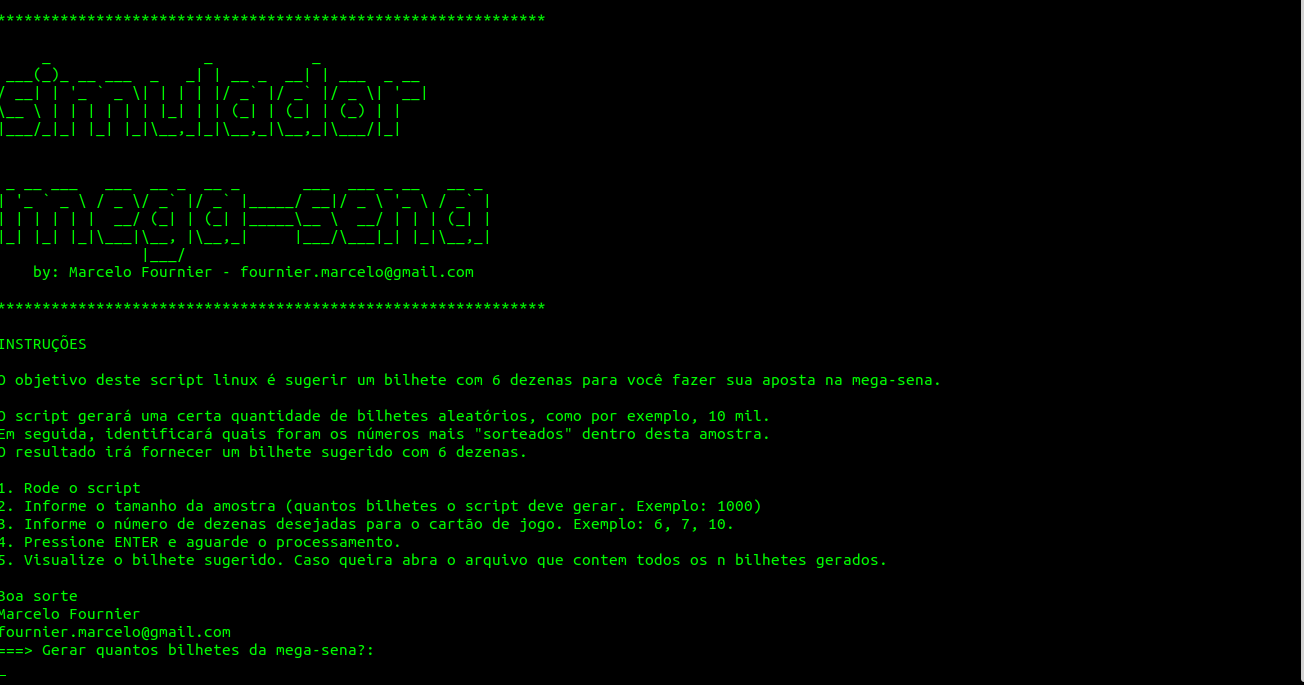 *************************************************************
simulador
mega-sena
by: Marcelo Fournier - fournier.marcelo@gmail.com
*************************************************************
INSTRUÇÕES
O objetivo deste script linux é sugerir um bilhete com 6 dezenas para você fazer sua aposta na mega-sena.
O script gerará uma certa quantidade de bilhetes aleatórios, como por exemplo, 10 mil.
Em seguida, identificará quais foram os números mais "sorteados" dentro desta amostra.
O resultado irá fornecer um bilhete sugerido com 6 dezenas.
1. Rode o script
2. Informe o tamanho da amostra (quantos bilhetes o script deve gerar. Exemplo: 1000)
3. Informe o número de dezenas desejadas para o cartão de jogo. Exemplo: 6, 7, 10.
4. Pressione ENTER e aguarde o processamento.
5. Visualize o bilhete sugerido. Caso queira abra o arquivo que contem todos os n bilhetes gerados.
Boa sorte
Marcelo Fournier
fournier.marcelo@gmail.com
===> Gerar quantos bilhetes da mega-sena?: